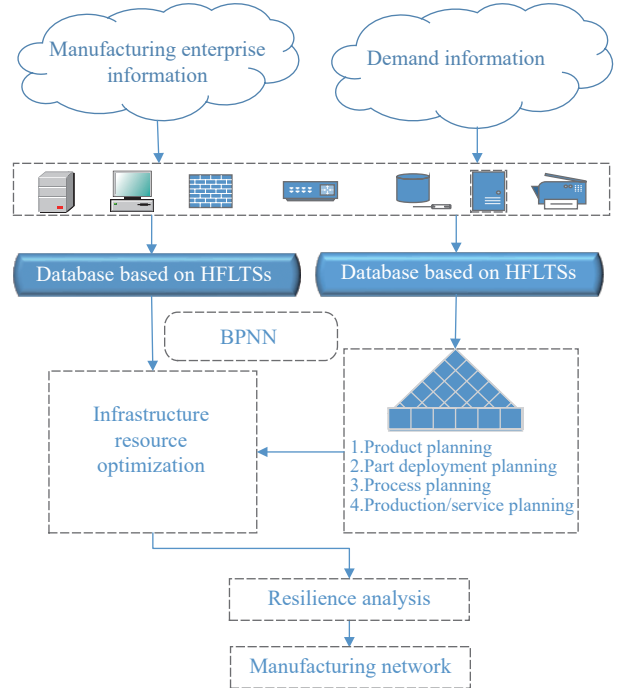 Manufacturing enterprise
information
Demand information
Database based on HFLTSs
Database based on HFLTSs
BPNN
Infrastructure
resource
optimization
1.Product planning
2.Part deployment planning
3.Process planning
4.Production/service planning
Resilience analysis
Manufacturing network